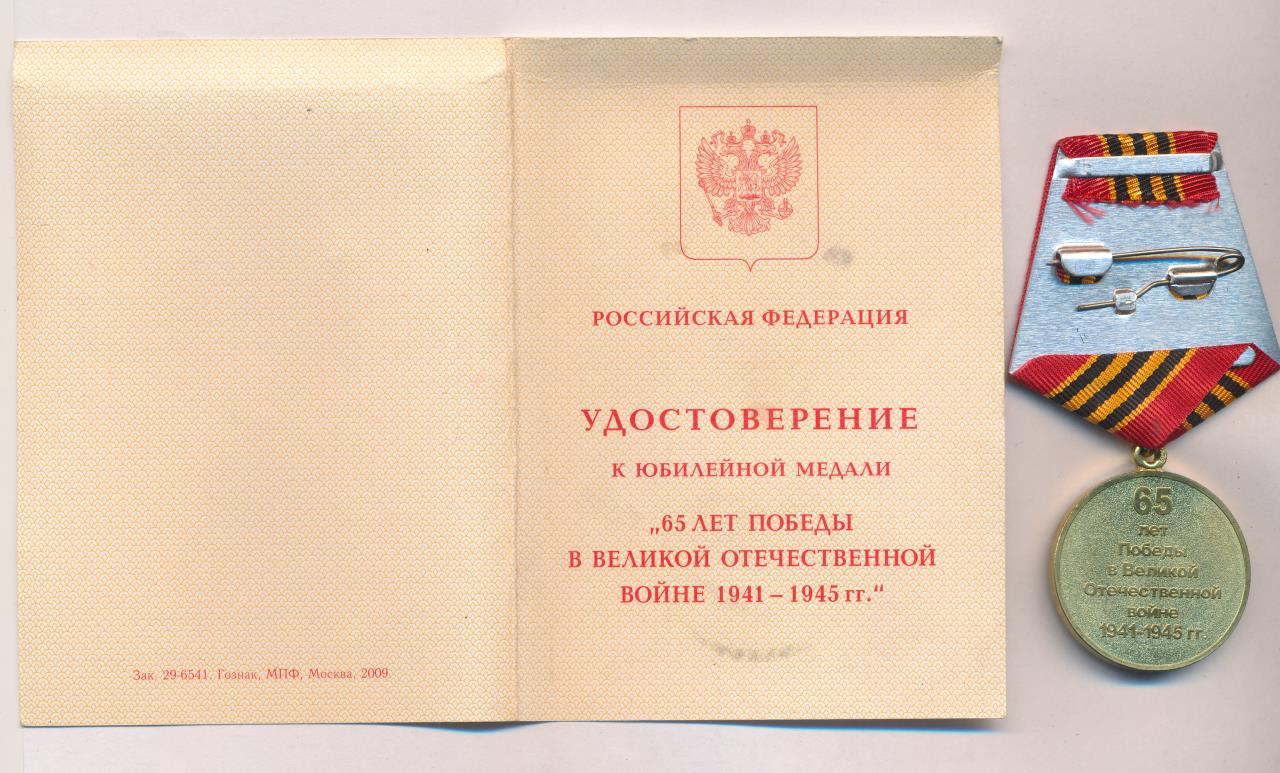 РОССИЙСКАЯ ФЕДЕРАЦИЯ
УДОСТОВЕРЕНИЕ
К ЮБИЛЕЙНОЙ МЕДАЛИ
„65 ЛЕТ ПОБЕДЫ
В ВЕЛИКОЙ ОТЕЧЕСТВЕННОЙ
ВОЙНЕ 1941 – 1945 гг.“
Зак. 29-6541. Гознак, МПФ, Москва, 2009.
65
лет
Победы
в Великой
Отечественной
войне
1941-1945 гг.